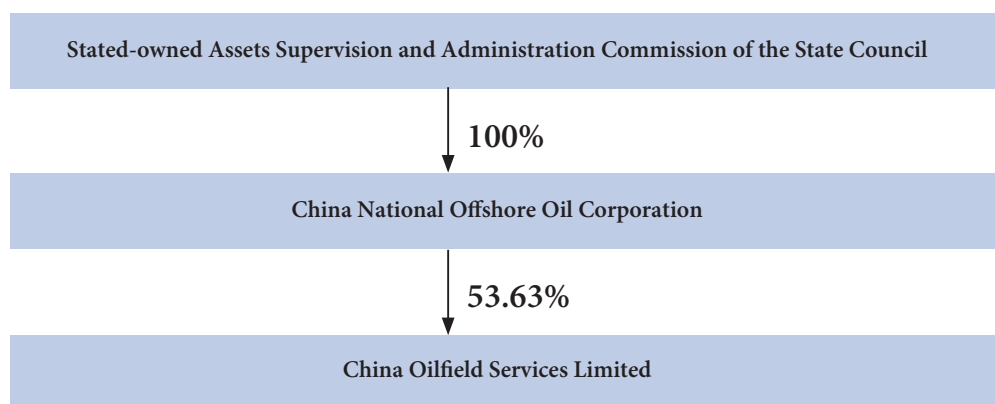 Stated-owned Assets Supervision and Administration Commission of the State Council
100%
China National Offshore Oil Corporation
53.63%
China Oilfield Services Limited